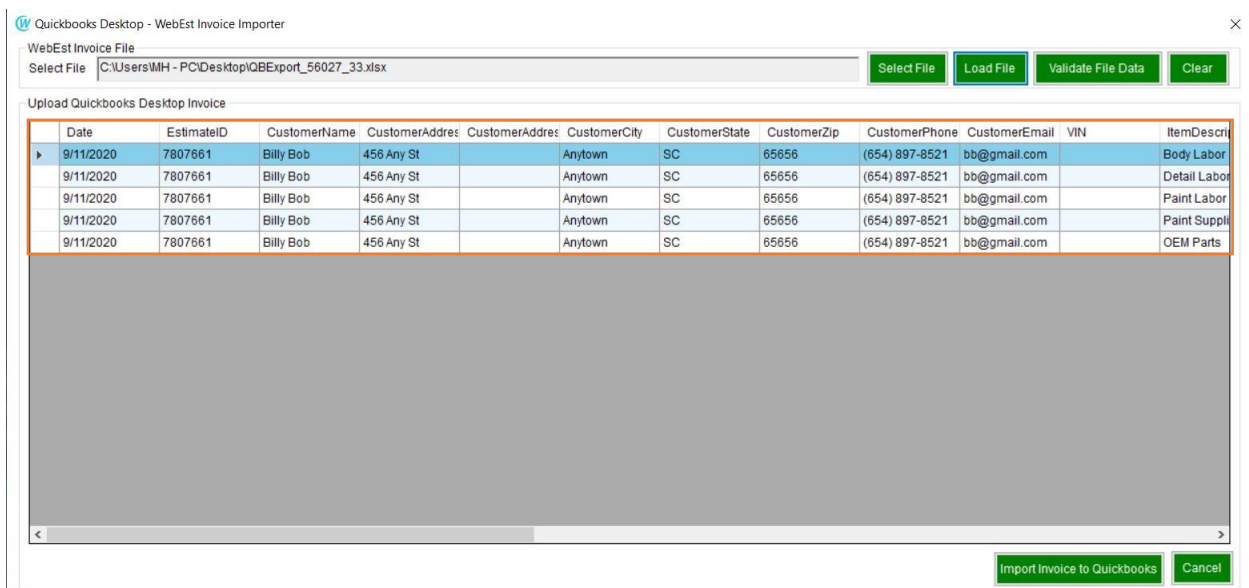 Quickbooks Desktop - WebEst Invoice Importer
WebEst Invoice File
Select File C:\Users\MH - PC\Desktop\QBExport_56027_33.xlsx Select File Load File Validate File Data Clear
Upload Quickbooks Desktop Invoice
Date EstimateID CustomerName CustomerAddres CustomerAddres CustomerCity CustomerState CustomerZip CustomerPhone CustomerEmail VIN ItemDescrip
9/11/2020 7807661 Billy Bob 456 Any St Anytown SC 65656 (654) 897-8521 bb@gmail.com Body Labor
9/11/2020 7807661 Billy Bob 456 Any St Anytown SC 65656 (654) 897-8521 bb@gmail.com Detail Labor
9/11/2020 7807661 Billy Bob 456 Any St Anytown SC 65656 (654) 897-8521 bb@gmail.com Paint Labor
9/11/2020 7807661 Billy Bob 456 Any St Anytown SC 65656 (654) 897-8521 bb@gmail.com Paint Suppli
9/11/2020 7807661 Billy Bob 456 Any St Anytown SC 65656 (654) 897-8521 bb@gmail.com OEM Parts
Import Invoice to Quickbooks Cancel